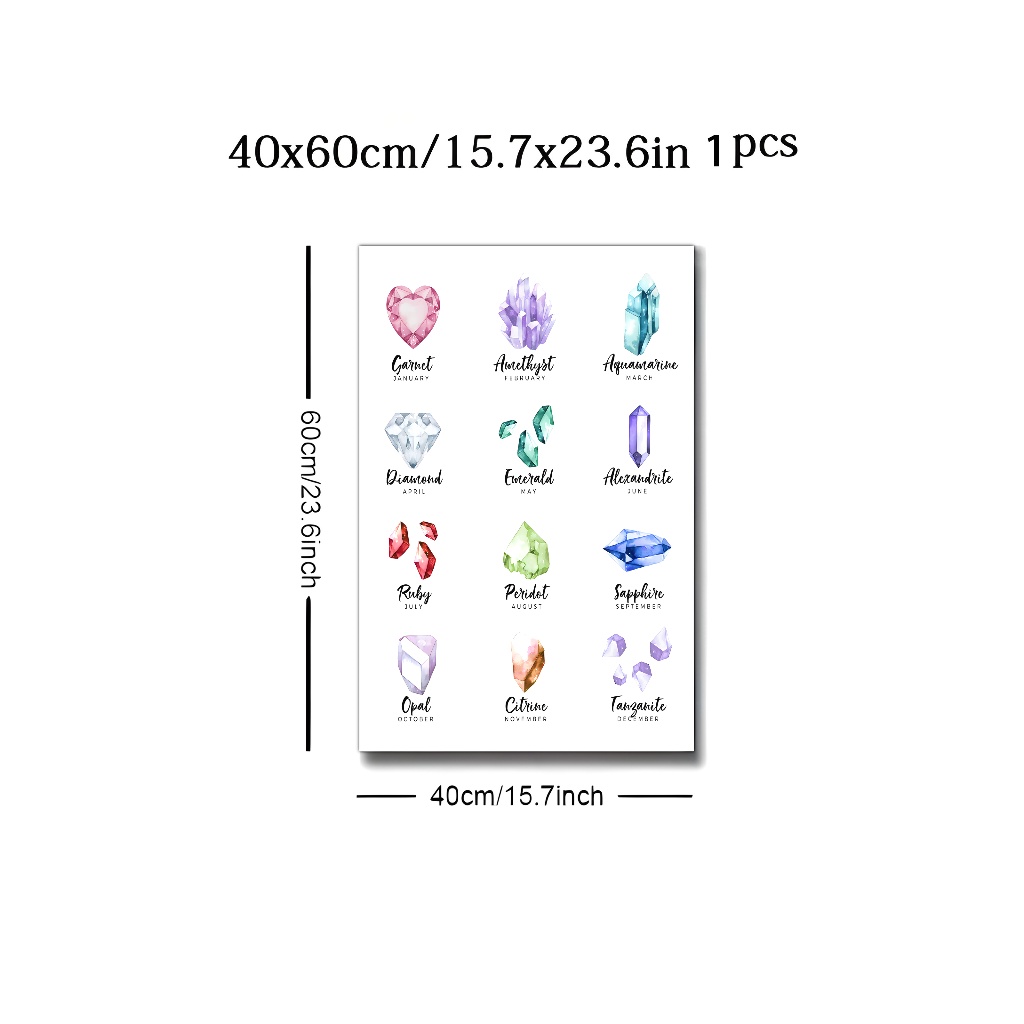 40x60cm/15.7x23.6in 1pcs
60cm/23.6inch
Garnet Amethyst Aquamarine
JANUARY FEBRUARY MARCH
Diamond Emerald Alexandrite
APRIL MAY JUNE
Ruby Peridot Sapphire
JULY AUGUST SEPTEMBER
Opal Citrine Tanzanite
OCTOBER NOVEMBER DECEMBER
40cm/15.7inch